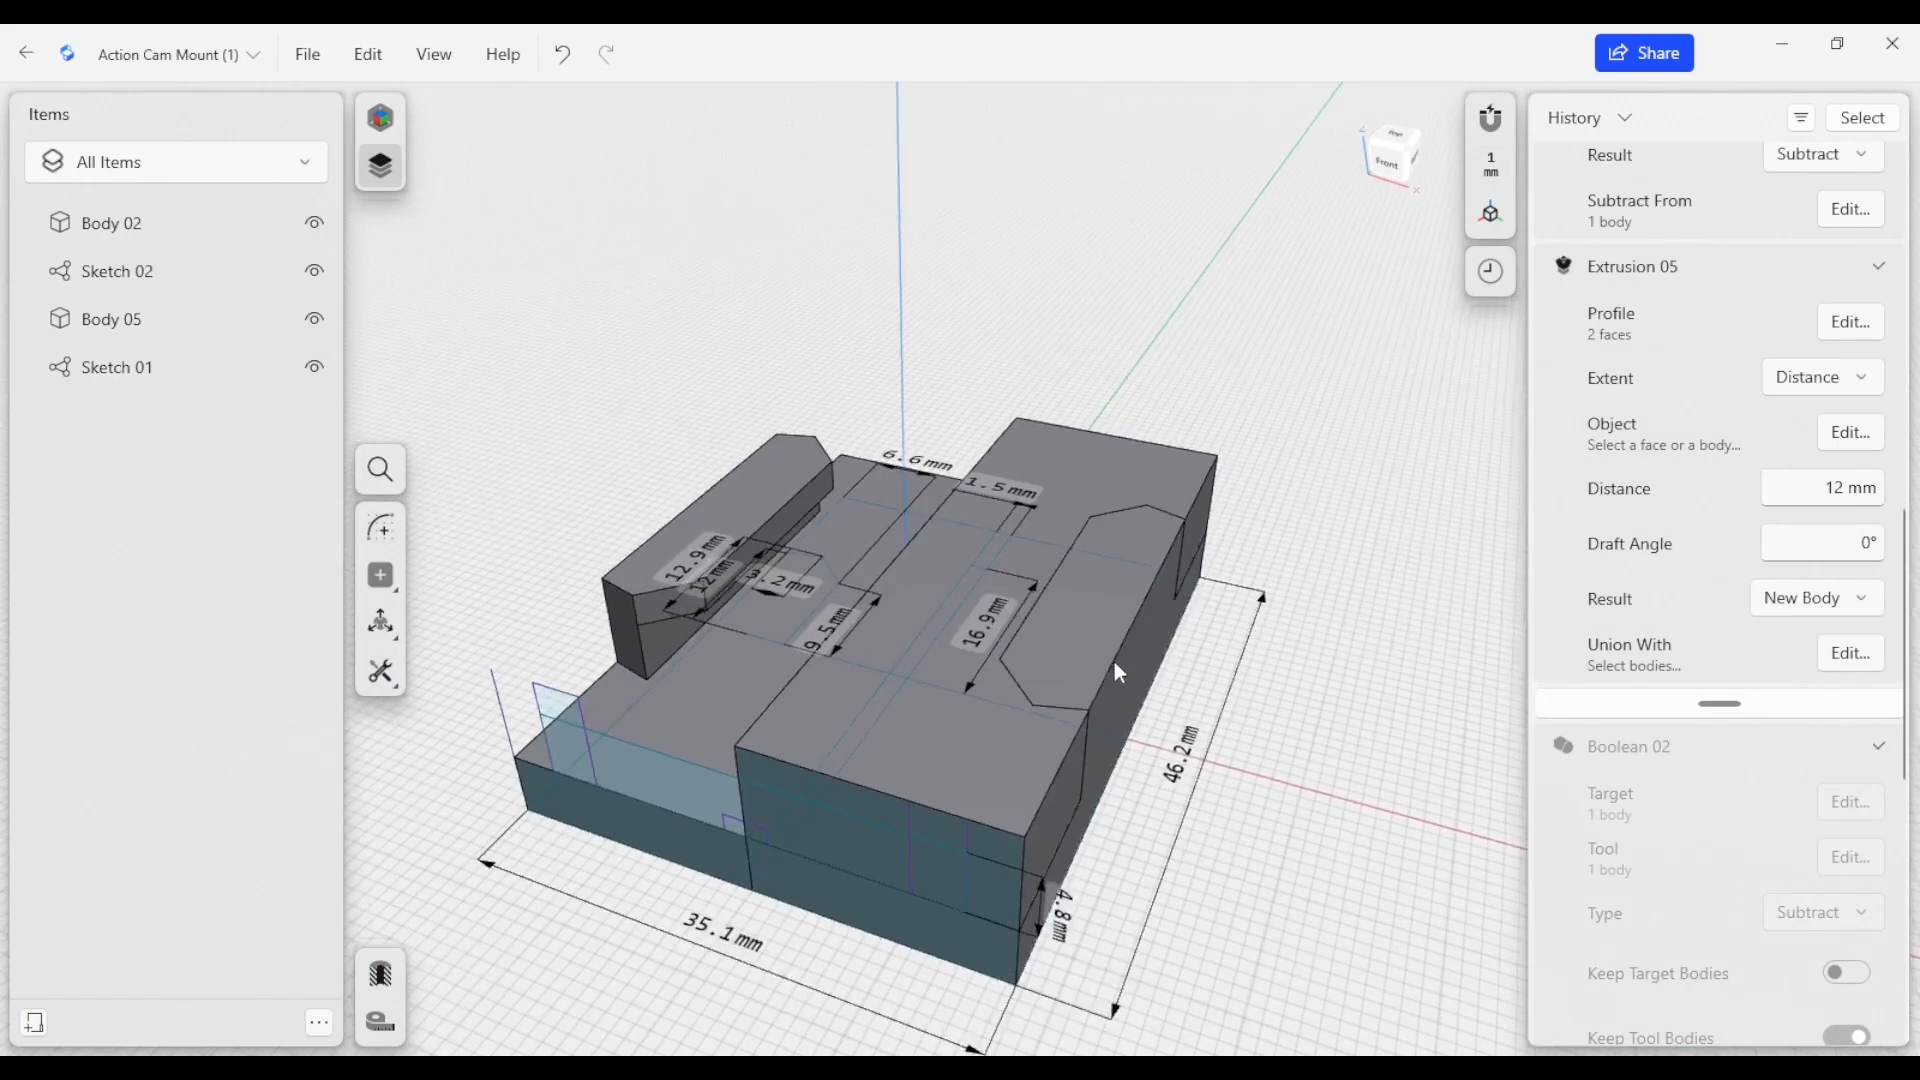 Action Cam Mount (1)
File
Edit
View
Help
Share
Items
All Items
Body 02
Sketch 02
Body 05
Sketch 01
Front
Z
X
1
mm
6.6 mm
1.5 mm
12.9 mm
12 mm
3.2 mm
9.5 mm
16.9 mm
46.2 mm
35.1 mm
4.8 mm
History
Select
Result
Subtract
Subtract From
1 body
Edit...
Extrusion 05
Profile
2 faces
Edit...
Extent
Distance
Object
Select a face or a body...
Edit...
Distance
12 mm
Draft Angle
0°
Result
New Body
Union With
Select bodies...
Edit...
Boolean 02
Target
1 body
Edit...
Tool
1 body
Edit...
Type
Subtract
Keep Target Bodies
Keep Tool Bodies